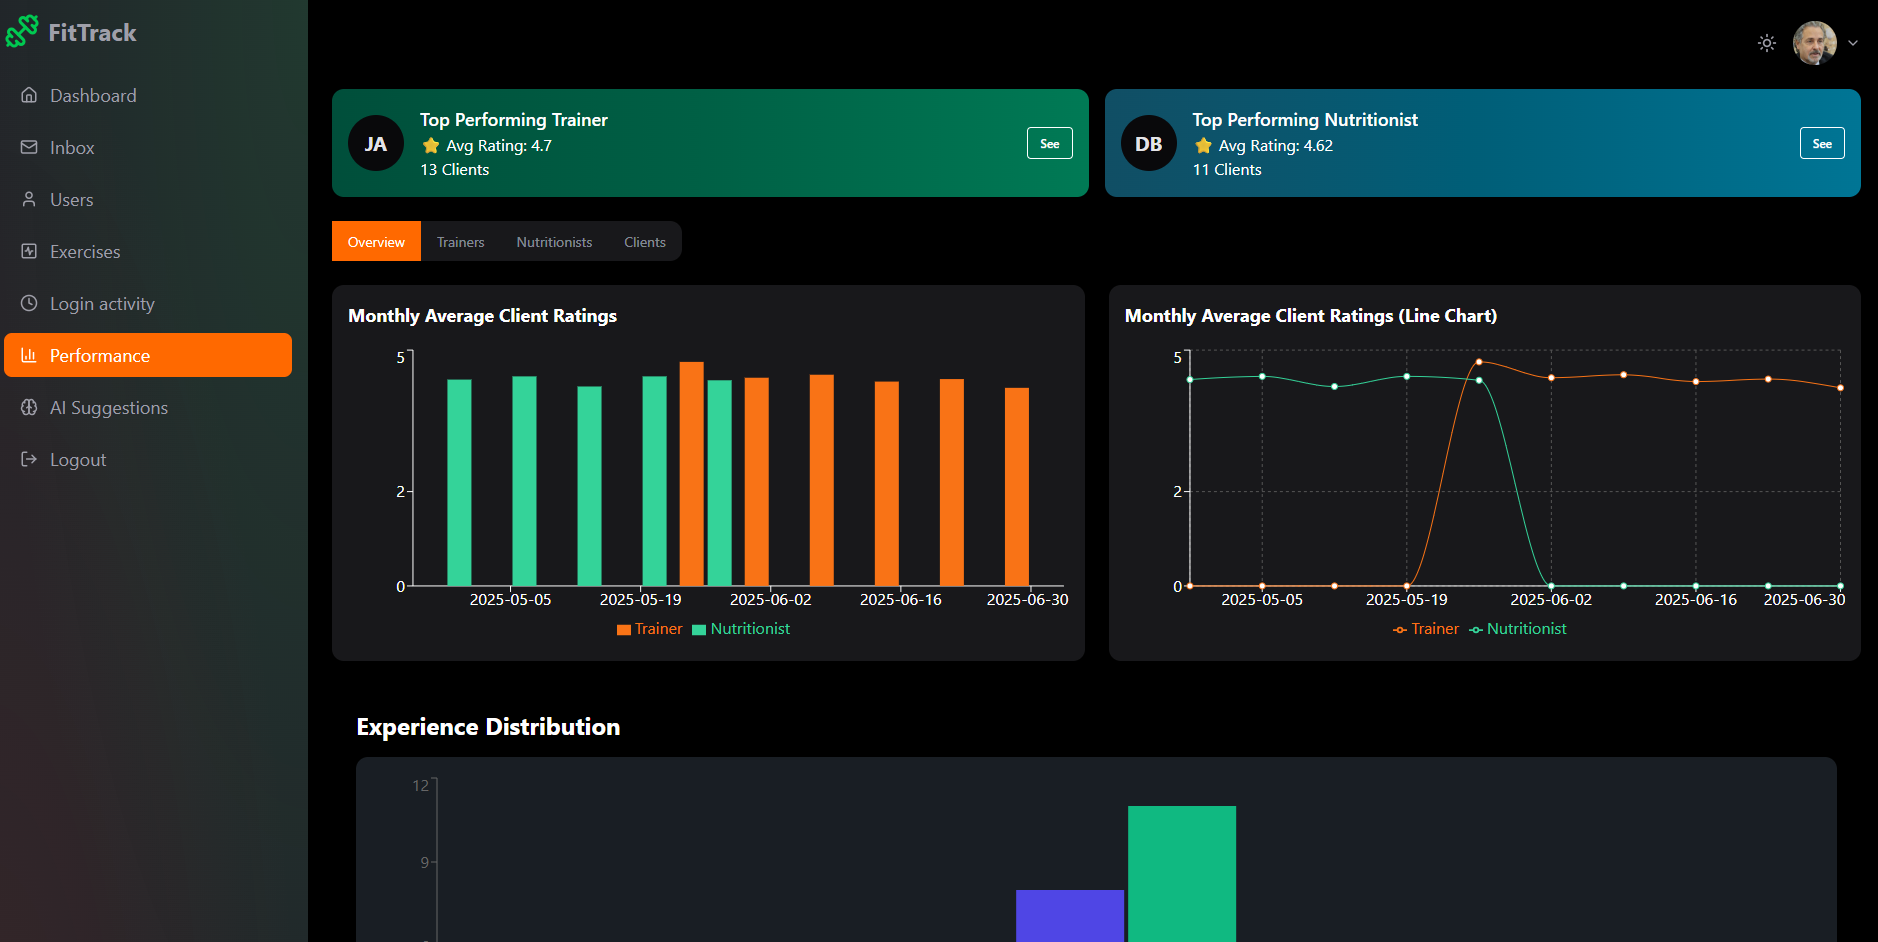 FitTrack
Dashboard
Inbox
Users
Exercises
Login activity
Performance
AI Suggestions
Logout
JA
Top Performing Trainer
⭐ Avg Rating: 4.7
13 Clients
See
DB
Top Performing Nutritionist
⭐ Avg Rating: 4.62
11 Clients
See
Overview Trainers Nutritionists Clients
Monthly Average Client Ratings
5
2
0
2025-05-05 2025-05-19 2025-06-02 2025-06-16 2025-06-30
Trainer Nutritionist
Monthly Average Client Ratings (Line Chart)
5
2
0
2025-05-05 2025-05-19 2025-06-02 2025-06-16 2025-06-30
Trainer Nutritionist
Experience Distribution
12
9